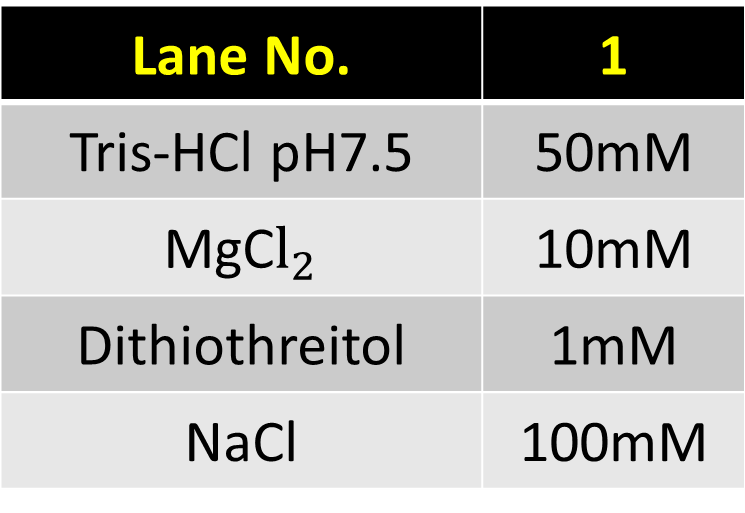 Lane No. 1
Tris-HCl pH7.5 50mM
MgCl₂ 10mM
Dithiothreitol 1mM
NaCl 100mM